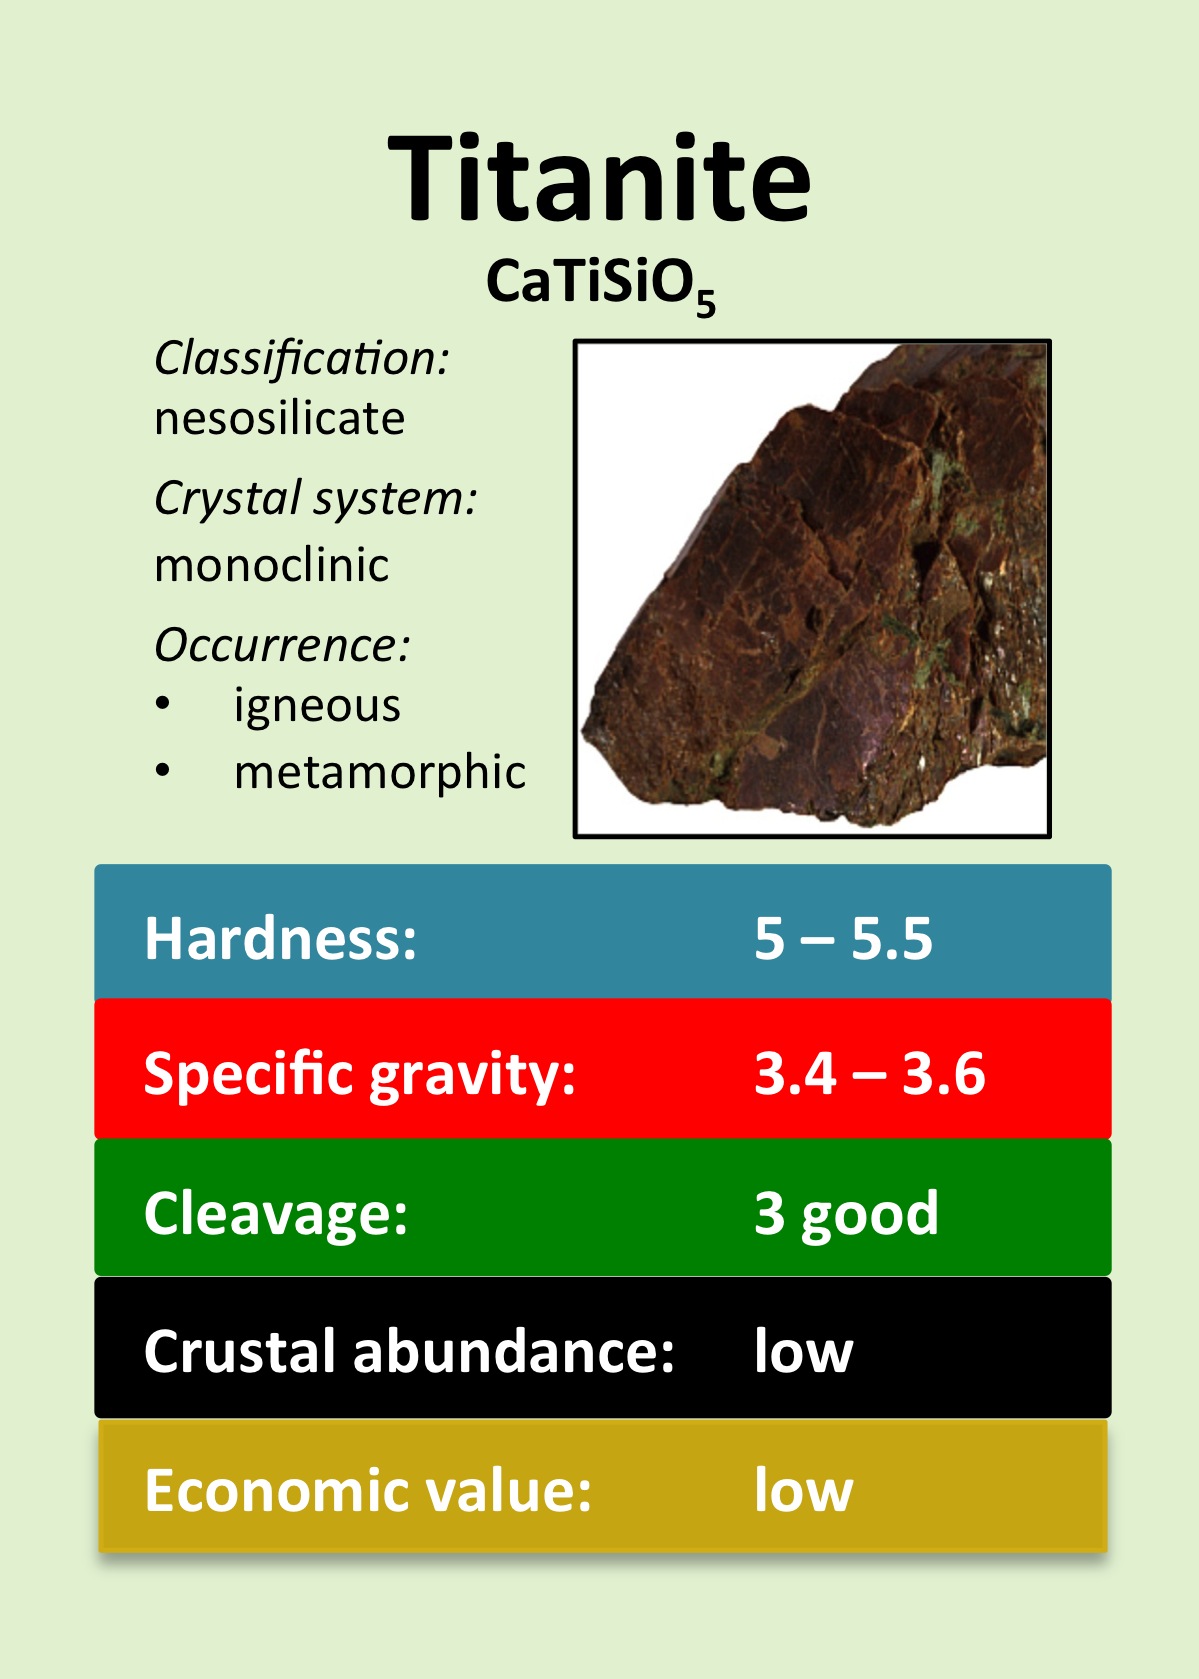 Titanite
CaTiSiO₅
Classification:
nesosilicate
Crystal system:
monoclinic
Occurrence:
• igneous
• metamorphic
Hardness: 5 – 5.5
Specific gravity: 3.4 – 3.6
Cleavage: 3 good
Crustal abundance: low
Economic value: low